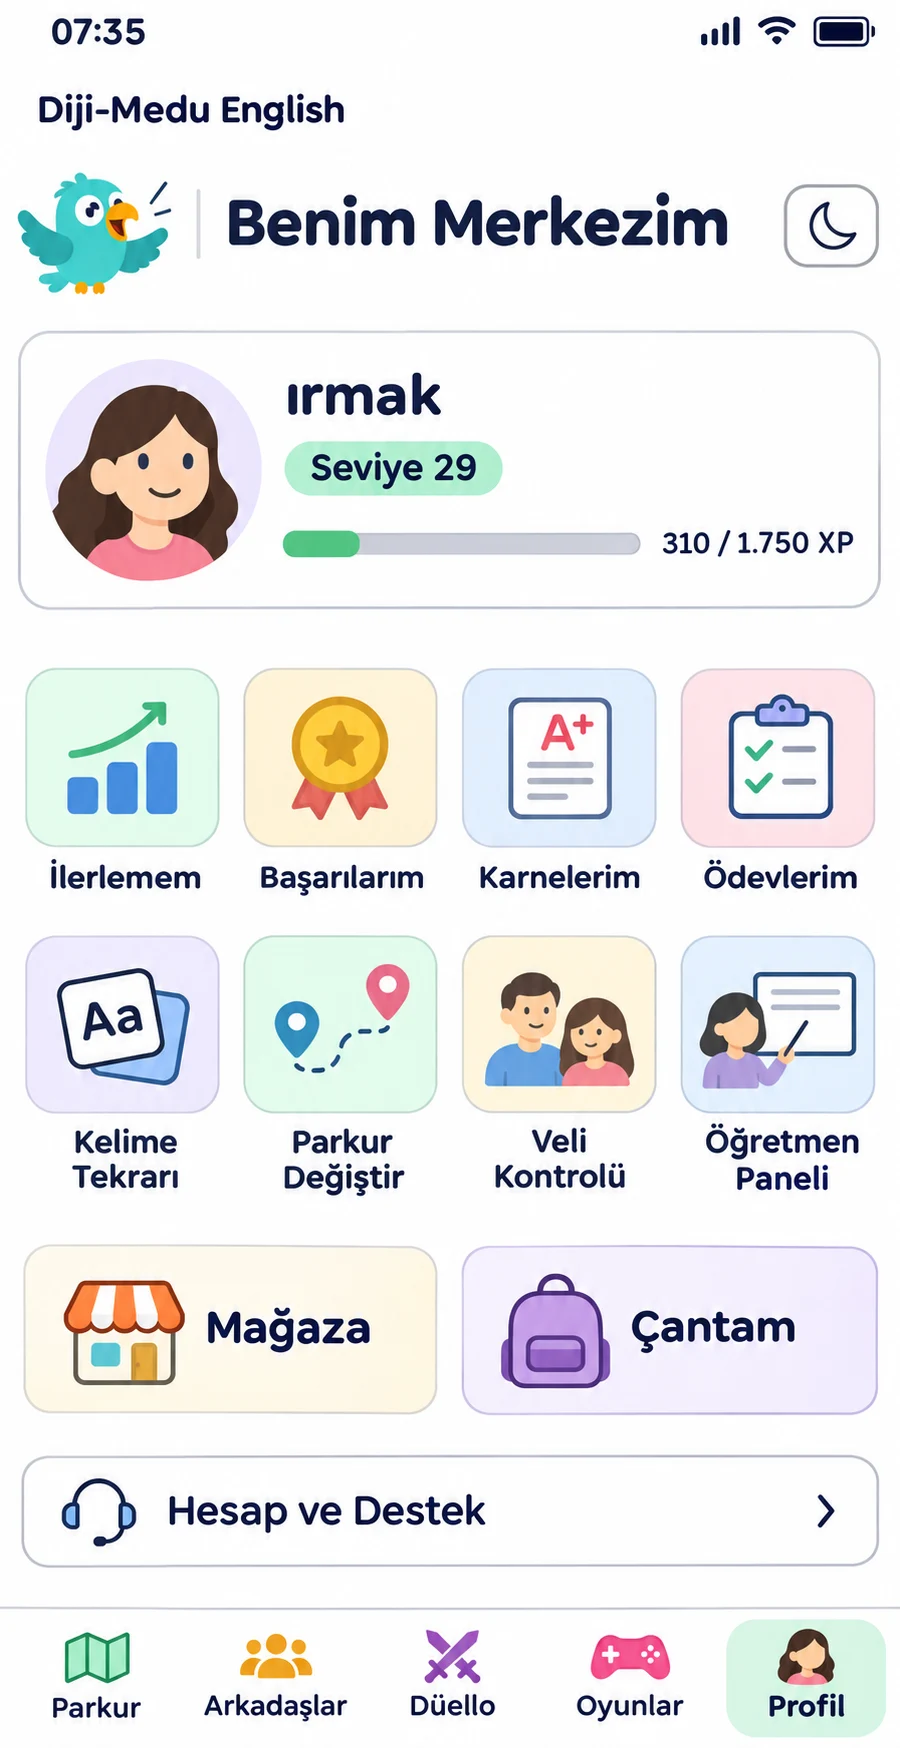 07:35
Diji-Medu English
Benim Merkezim
ırmak
Seviye 29
310 / 1.750 XP
A+
İlerlemem
Başarılarım
Karnelerim
Ödevlerim
Aa
Kelime
Tekrarı
Parkur
Değiştir
Veli
Kontrolü
Öğretmen
Paneli
Mağaza
Çantam
Hesap ve Destek
Parkur
Arkadaşlar
Düello
Oyunlar
Profil